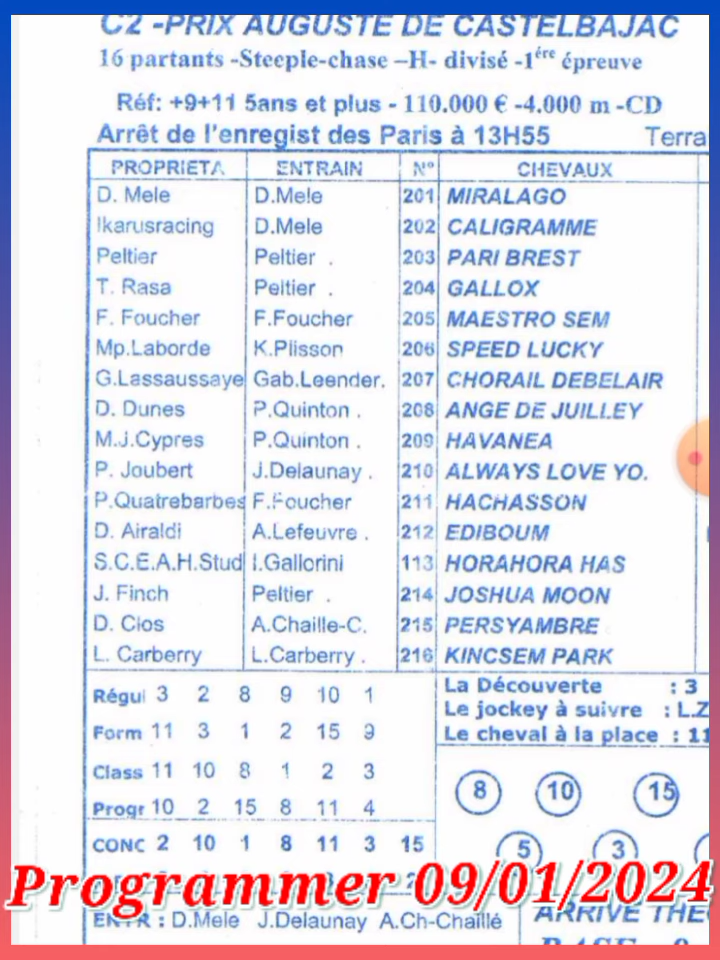 C2 -PRIX AUGUSTE DE CASTELBAJAC
16 partants -Steeple-chase –H- divisé -1ére épreuve
Réf: +9+11 5ans et plus - 110.000 € -4.000 m -CD
Arrêt de l'enregist des Paris à 13H55 Terra
PROPRIETA ENTRAIN N° CHEVAUX
D. Mele D.Mele 201 MIRALAGO
Ikarusracing D.Mele 202 CALIGRAMME
Peltier Peltier . 203 PARI BREST
T. Rasa Peltier . 204 GALLOX
F. Foucher F.Foucher 205 MAESTRO SEM
Mp.Laborde K.Plisson 206 SPEED LUCKY
G.Lassaussaye Gab.Leender. 207 CHORAIL DEBELAIR
D. Dunes P.Quinton . 208 ANGE DE JUILLEY
M.J.Cypres P.Quinton . 209 HAVANEA
P. Joubert J.Delaunay . 210 ALWAYS LOVE YO.
P.Quatrebarbes F.Foucher 211 HACHASSON
D. Airaldi A.Lefeuvre . 212 EDIBOUM
S.C.E.A.H.Stud I.Gallorini 113 HORAHORA HAS
J. Finch Peltier . 214 JOSHUA MOON
D. Clos A.Chaille-C. 215 PERSYAMBRE
L. Carberry L.Carberry . 216 KINCSEM PARK
Régul 3 2 8 9 10 1
Form 11 3 1 2 15 9
Class 11 10 8 1 2 3
Progr 10 2 15 8 11 4
CONC 2 10 1 8 11 3 15
La Découverte : 3
Le jockey à suivre : L.Z
Le cheval à la place : 11
8 10 15
5 3
Programmer 09/01/2024
ENTR : D.Mele J.Delaunay A.Ch-Chaillé
ARRIVE THE